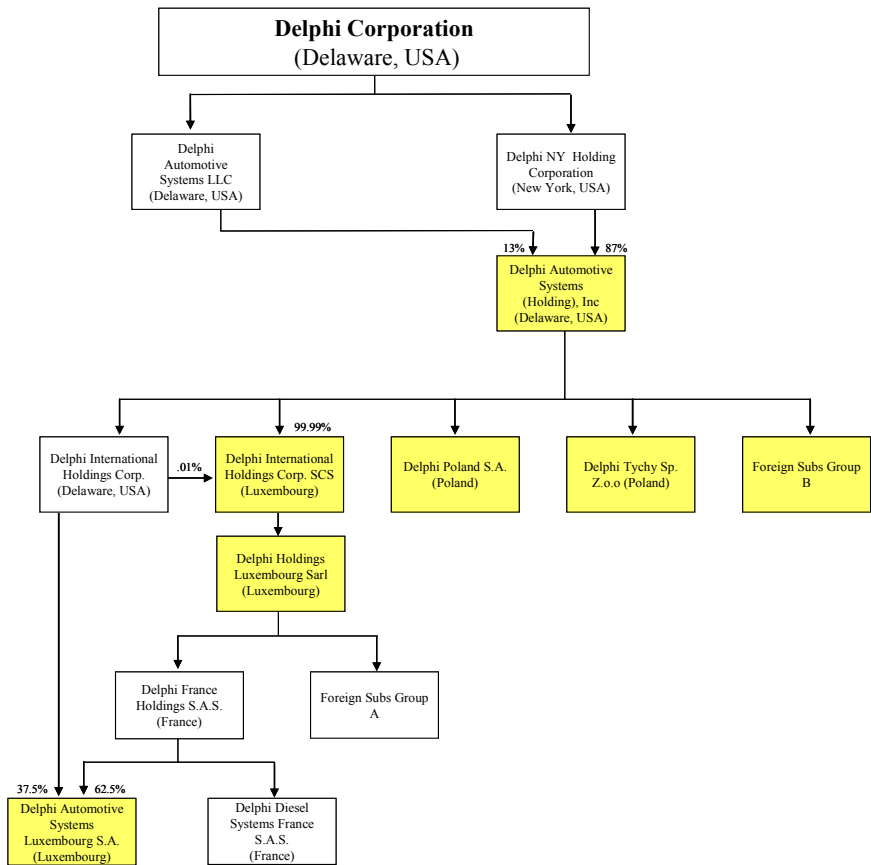 Delphi Corporation
(Delaware, USA)
Delphi
Automotive
Systems LLC
(Delaware, USA)
Delphi NY Holding
Corporation
(New York, USA)
13%
87%
Delphi Automotive
Systems
(Holding), Inc
(Delaware, USA)
99.99%
Delphi International
Holdings Corp.
(Delaware, USA)
.01%
Delphi International
Holdings Corp. SCS
(Luxembourg)
Delphi Poland S.A.
(Poland)
Delphi Tychy Sp.
Z.o.o (Poland)
Foreign Subs Group
B
Delphi Holdings
Luxembourg Sarl
(Luxembourg)
Delphi France
Holdings S.A.S.
(France)
Foreign Subs Group
A
37.5%
62.5%
Delphi Automotive
Systems
Luxembourg S.A.
(Luxembourg)
Delphi Diesel
Systems France
S.A.S.
(France)